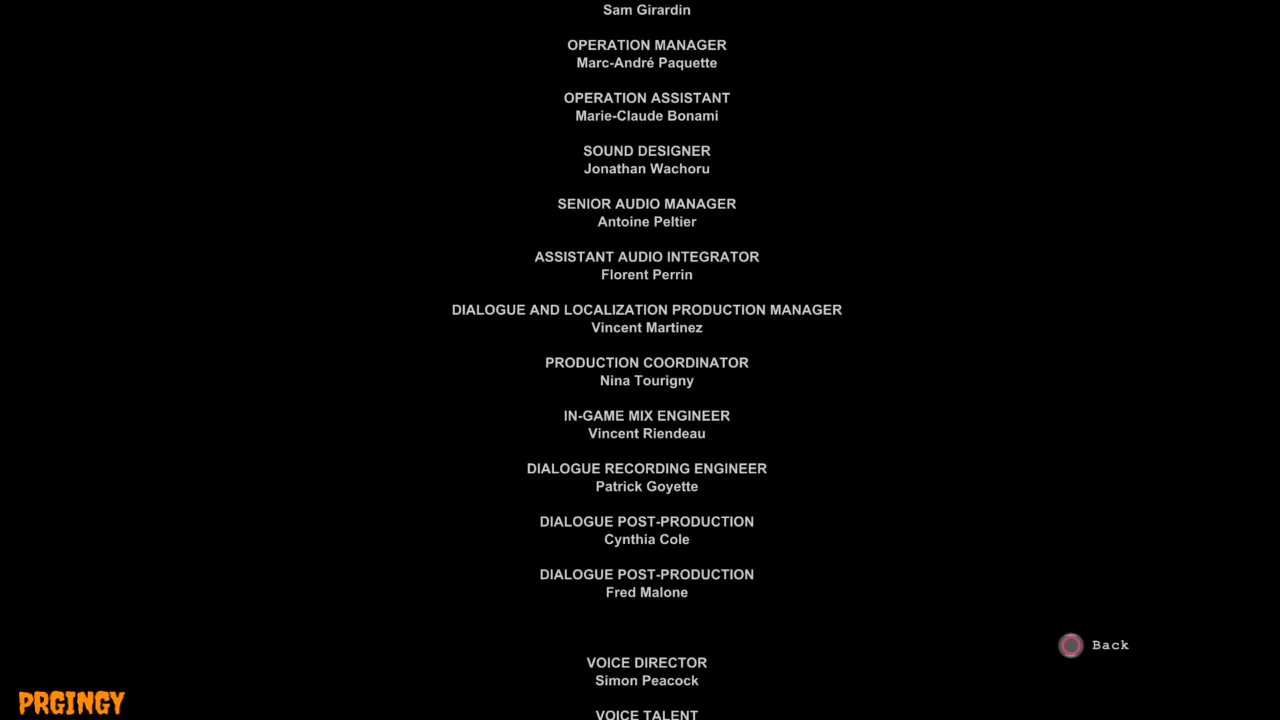 Sam Girardin
OPERATION MANAGER
Marc-André Paquette
OPERATION ASSISTANT
Marie-Claude Bonami
SOUND DESIGNER
Jonathan Wachoru
SENIOR AUDIO MANAGER
Antoine Peltier
ASSISTANT AUDIO INTEGRATOR
Florent Perrin
DIALOGUE AND LOCALIZATION PRODUCTION MANAGER
Vincent Martinez
PRODUCTION COORDINATOR
Nina Tourigny
IN-GAME MIX ENGINEER
Vincent Riendeau
DIALOGUE RECORDING ENGINEER
Patrick Goyette
DIALOGUE POST-PRODUCTION
Cynthia Cole
DIALOGUE POST-PRODUCTION
Fred Malone
Back
VOICE DIRECTOR
Simon Peacock
PRGINGY
VOICE TALENT